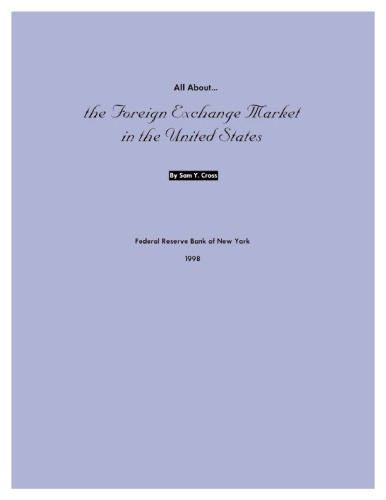 All About...
the Foreign Exchange Market
in the United States
By Sam Y. Cross
Federal Reserve Bank of New York
1998